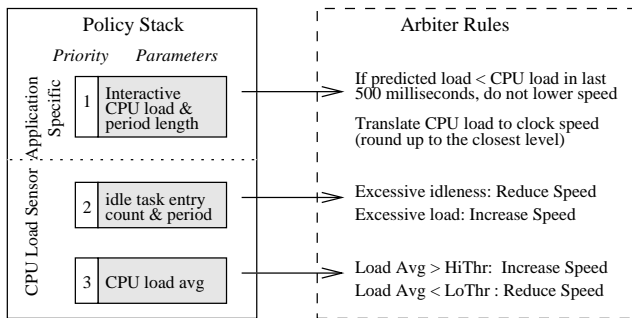 Policy Stack
Priority Parameters
Application
Specific
1
Interactive
CPU load &
period length
CPU Load Sensor
2
idle task entry
count & period
3
CPU load avg
Arbiter Rules
If predicted load < CPU load in last
500 milliseconds, do not lower speed
Translate CPU load to clock speed
(round up to the closest level)
Excessive idleness: Reduce Speed
Excessive load: Increase Speed
Load Avg > HiThr: Increase Speed
Load Avg < LoThr : Reduce Speed